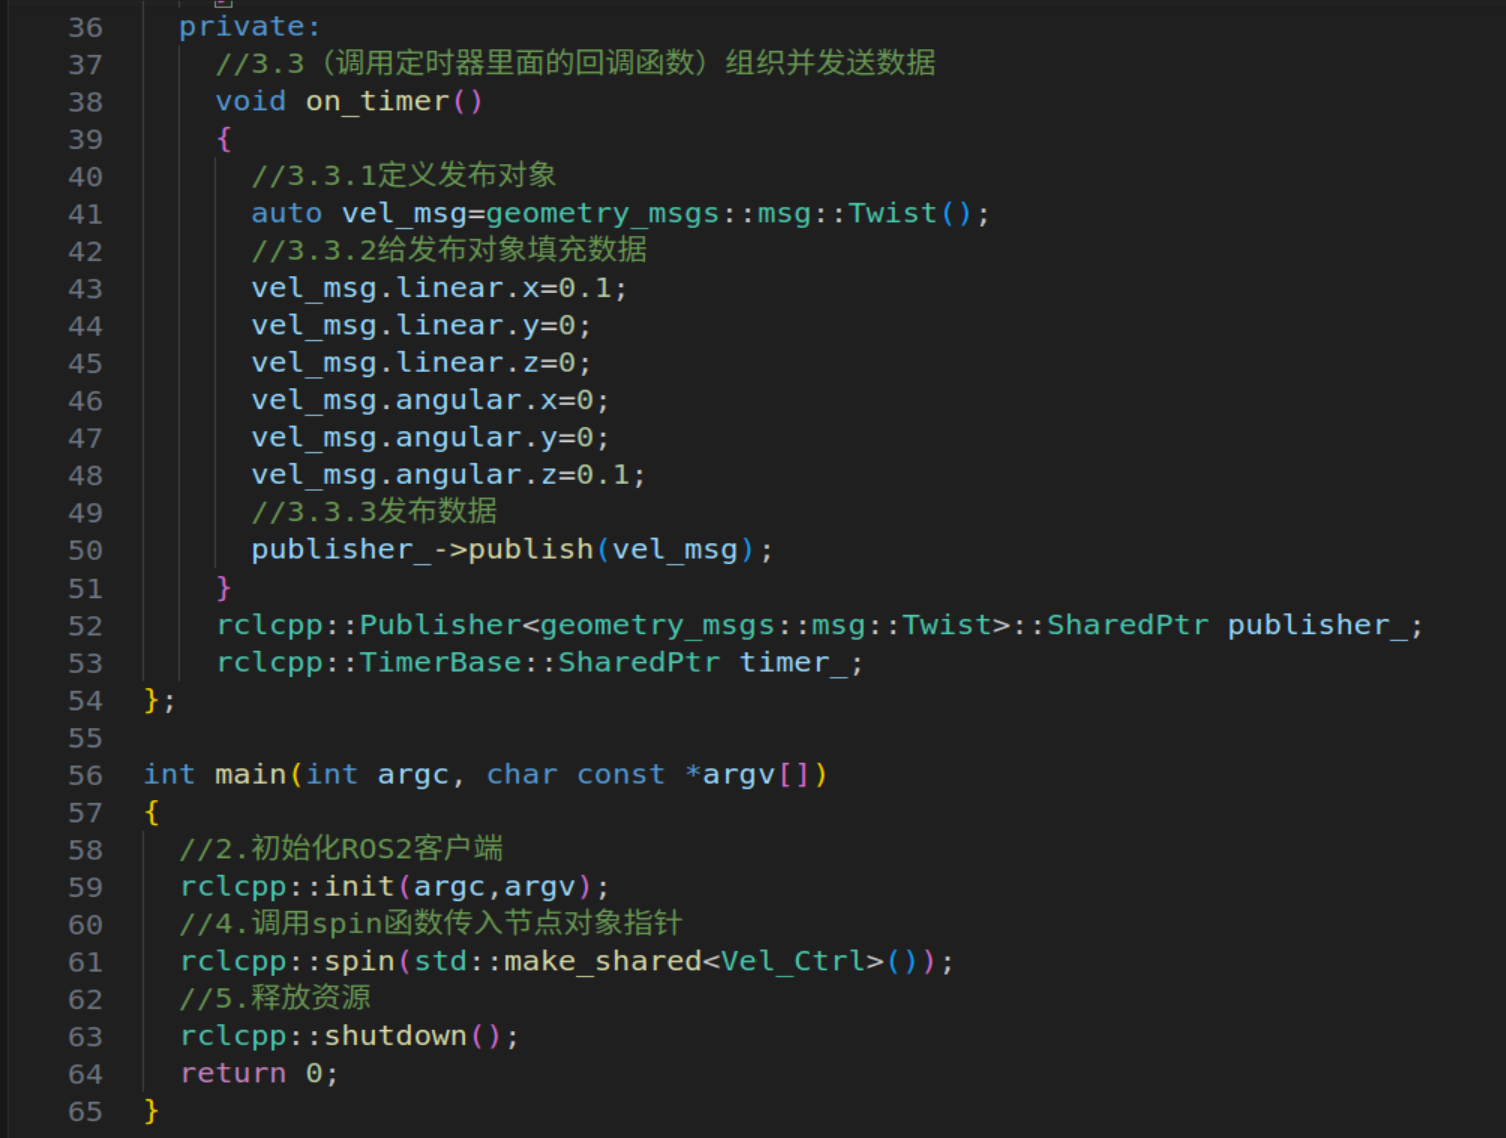 36 private:
37 //3.3（调用定时器里面的回调函数）组织并发送数据
38 void on_timer()
39 {
40 //3.3.1定义发布对象
41 auto vel_msg=geometry_msgs::msg::Twist();
42 //3.3.2给发布对象填充数据
43 vel_msg.linear.x=0.1;
44 vel_msg.linear.y=0;
45 vel_msg.linear.z=0;
46 vel_msg.angular.x=0;
47 vel_msg.angular.y=0;
48 vel_msg.angular.z=0.1;
49 //3.3.3发布数据
50 publisher_->publish(vel_msg);
51 }
52 rclcpp::Publisher<geometry_msgs::msg::Twist>::SharedPtr publisher_;
53 rclcpp::TimerBase::SharedPtr timer_;
54 };
55
56 int main(int argc, char const *argv[])
57 {
58 //2.初始化ROS2客户端
59 rclcpp::init(argc,argv);
60 //4.调用spin函数传入节点对象指针
61 rclcpp::spin(std::make_shared<Vel_Ctrl>());
62 //5.释放资源
63 rclcpp::shutdown();
64 return 0;
65 }